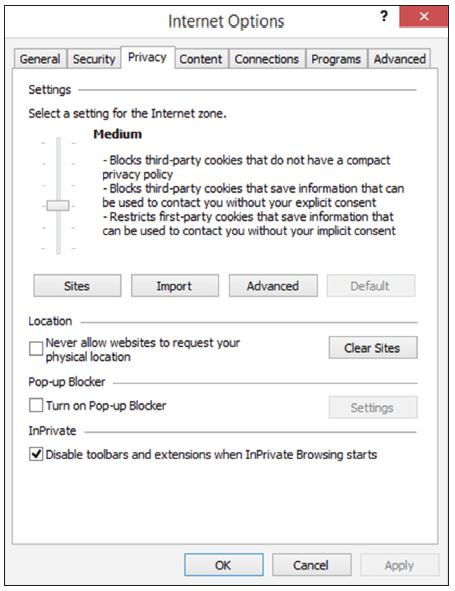 Internet Options
?
General Security Privacy Content Connections Programs Advanced
Settings
Select a setting for the Internet zone.
Medium
- Blocks third-party cookies that do not have a compact
privacy policy
- Blocks third-party cookies that save information that can
be used to contact you without your explicit consent
- Restricts first-party cookies that save information that
can be used to contact you without your implicit consent
Sites Import Advanced Default
Location
Never allow websites to request your
physical location
Clear Sites
Pop-up Blocker
Turn on Pop-up Blocker
Settings
InPrivate
Disable toolbars and extensions when InPrivate Browsing starts
OK Cancel Apply